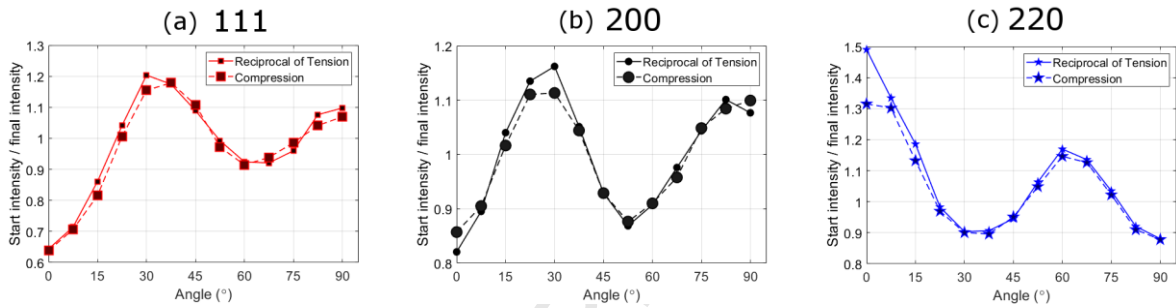 (a) 111
Start intensity / final intensity
1.3
1.2
1.1
1
0.9
0.8
0.7
0.6
0 15 30 45 60 75 90
Angle (°)
Reciprocal of Tension
Compression
(b) 200
Start intensity / final intensity
1.2
1.1
1
0.9
0.8
0 15 30 45 60 75 90
Angle (°)
Reciprocal of Tension
Compression
(c) 220
Start intensity / final intensity
1.5
1.4
1.3
1.2
1.1
1
0.9
0.8
0 15 30 45 60 75 90
Angle (°)
Reciprocal of Tension
Compression